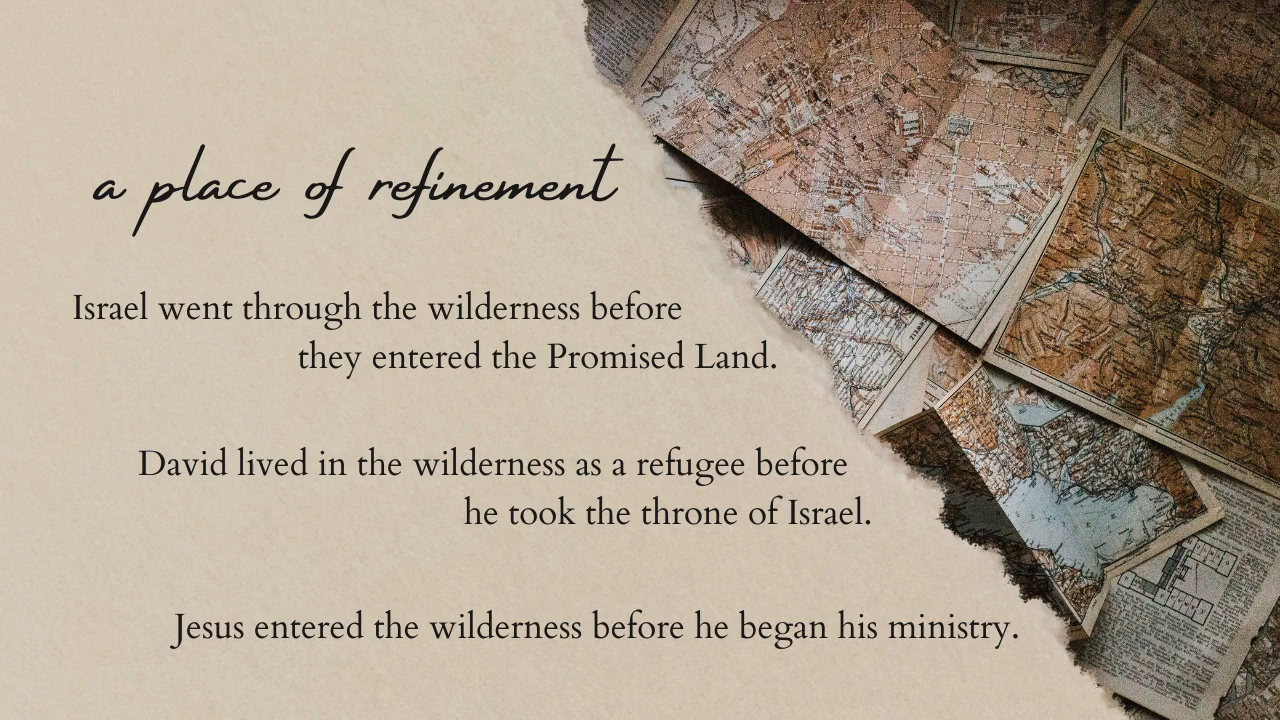 a place of refinement
Israel went through the wilderness before
they entered the Promised Land.
David lived in the wilderness as a refugee before
he took the throne of Israel.
Jesus entered the wilderness before he began his ministry.